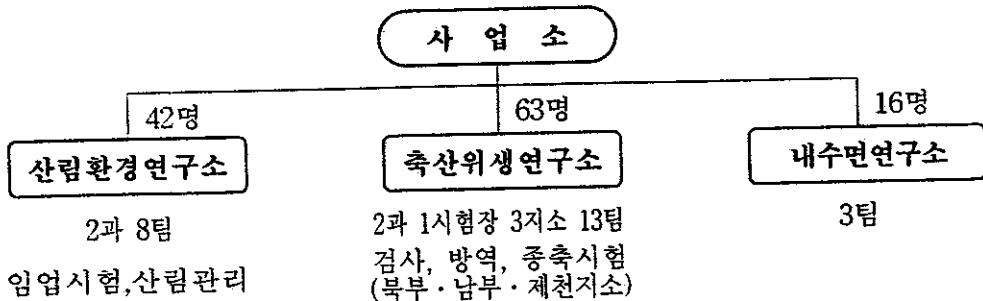 사 업 소
42명
63명
16명
산림환경연구소
축산위생연구소
내수면연구소
2과 8팀
2과 1시험장 3지소 13팀
3팀
임업시험,산림관리
검사, 방역, 종축시험
(북부·남부·제천지소)